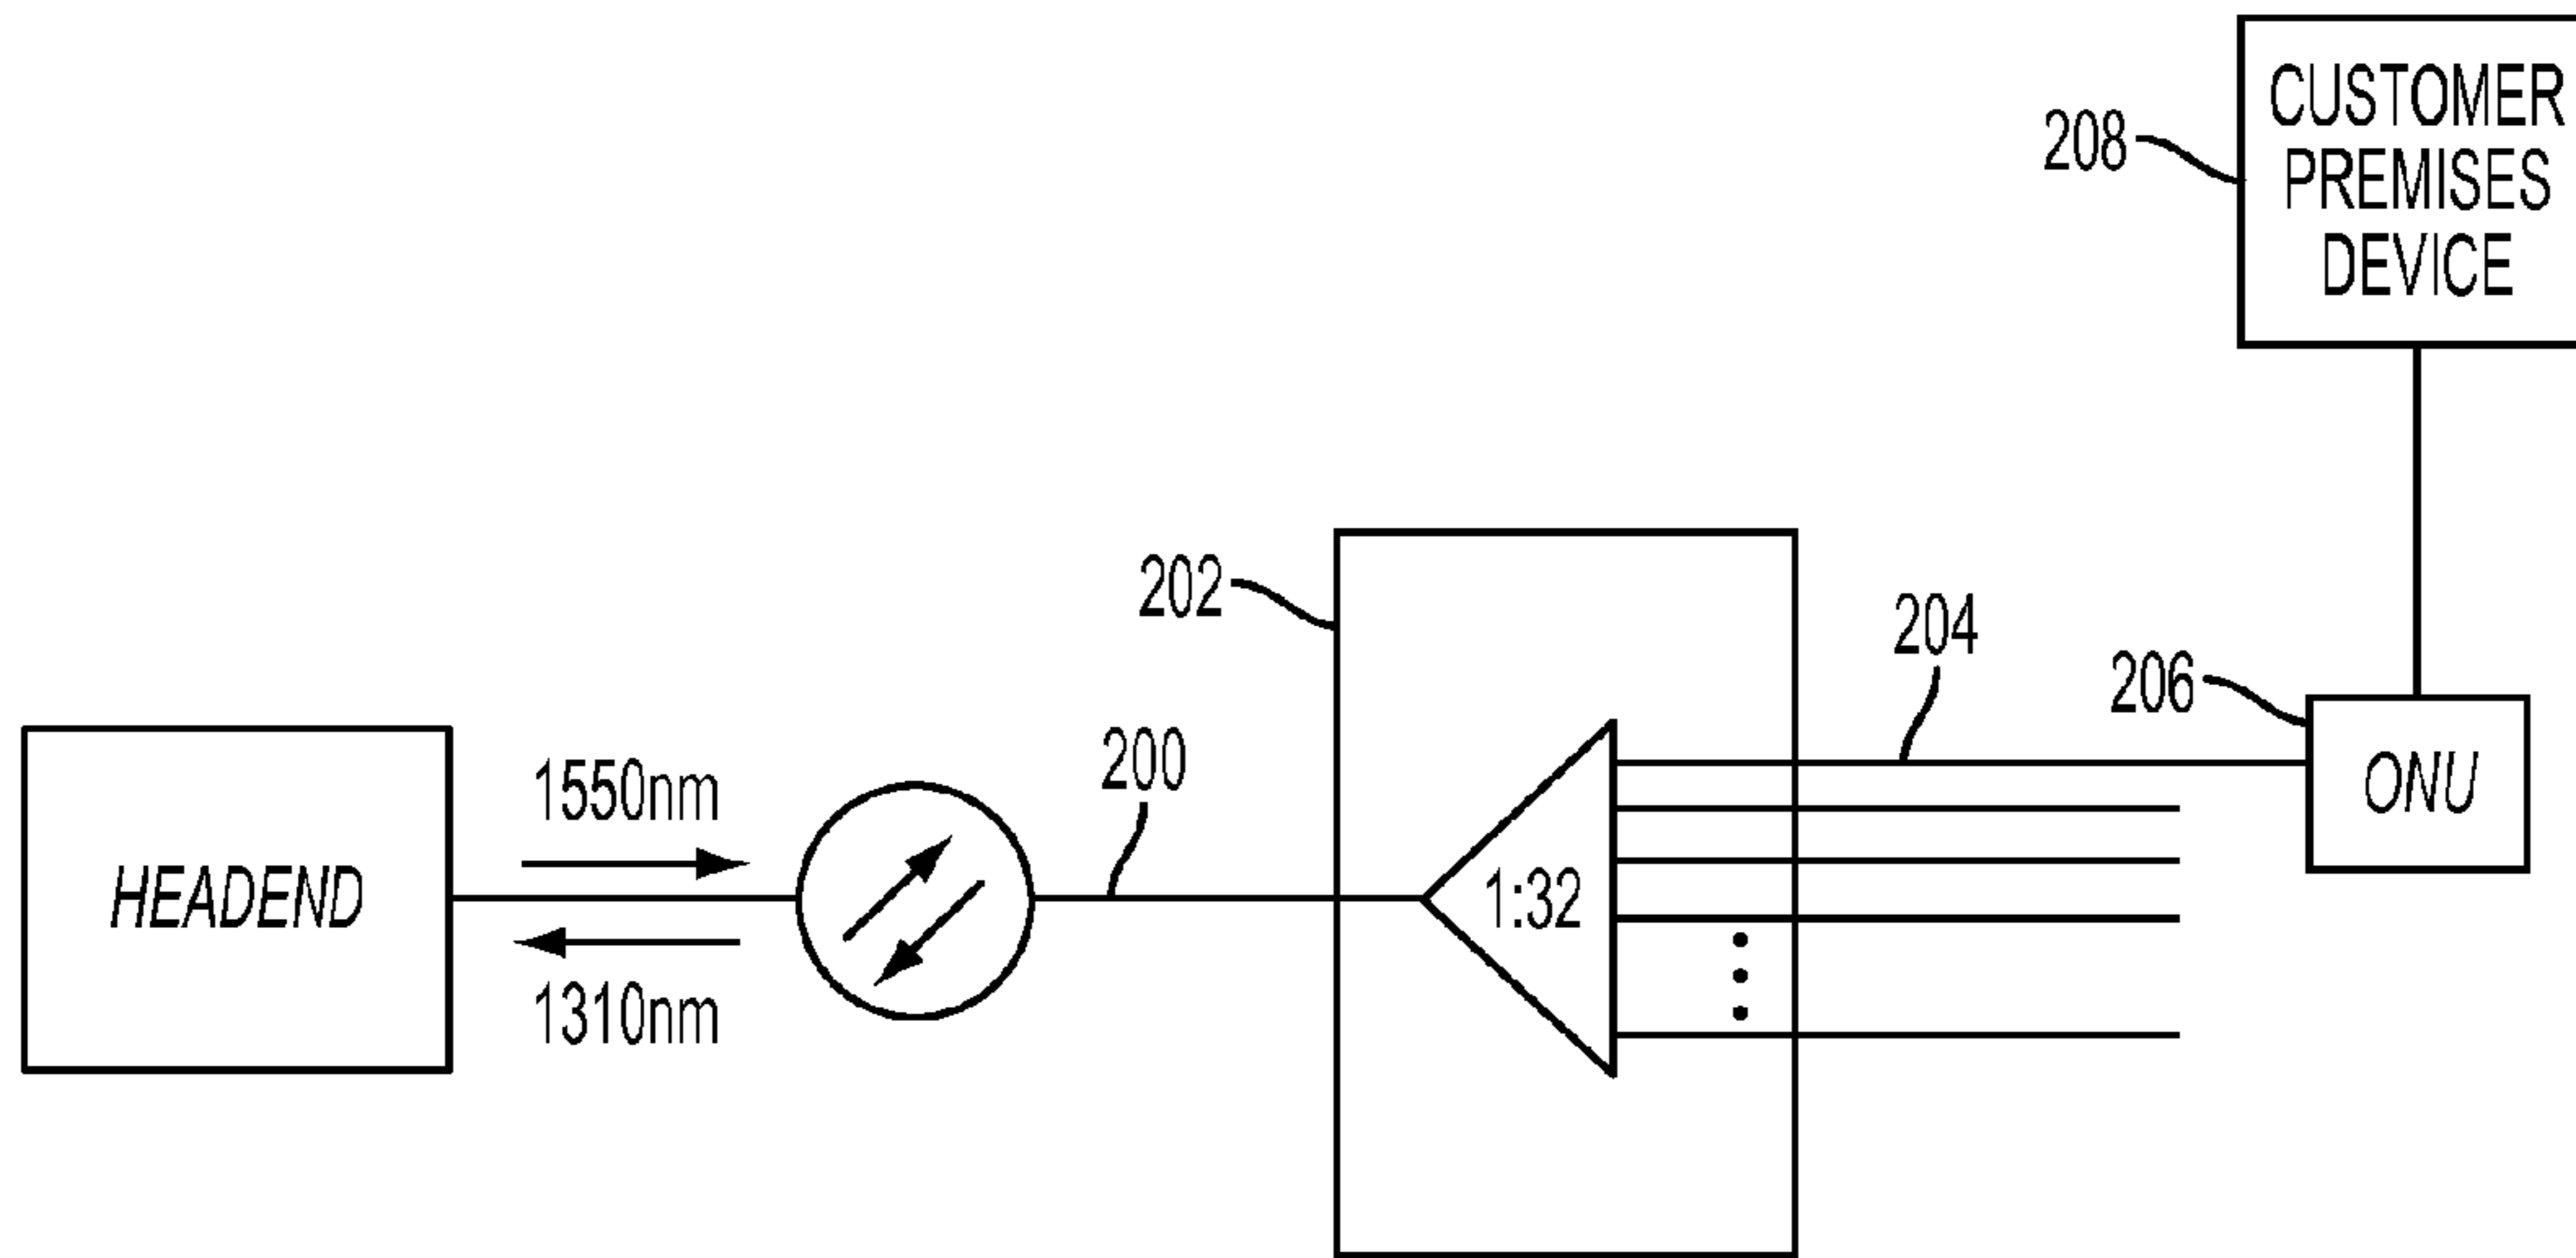 CUSTOMER
PREMISES
DEVICE
208
202
204
206
200
1550nm
ONU
HEADEND
1:32
1310nm